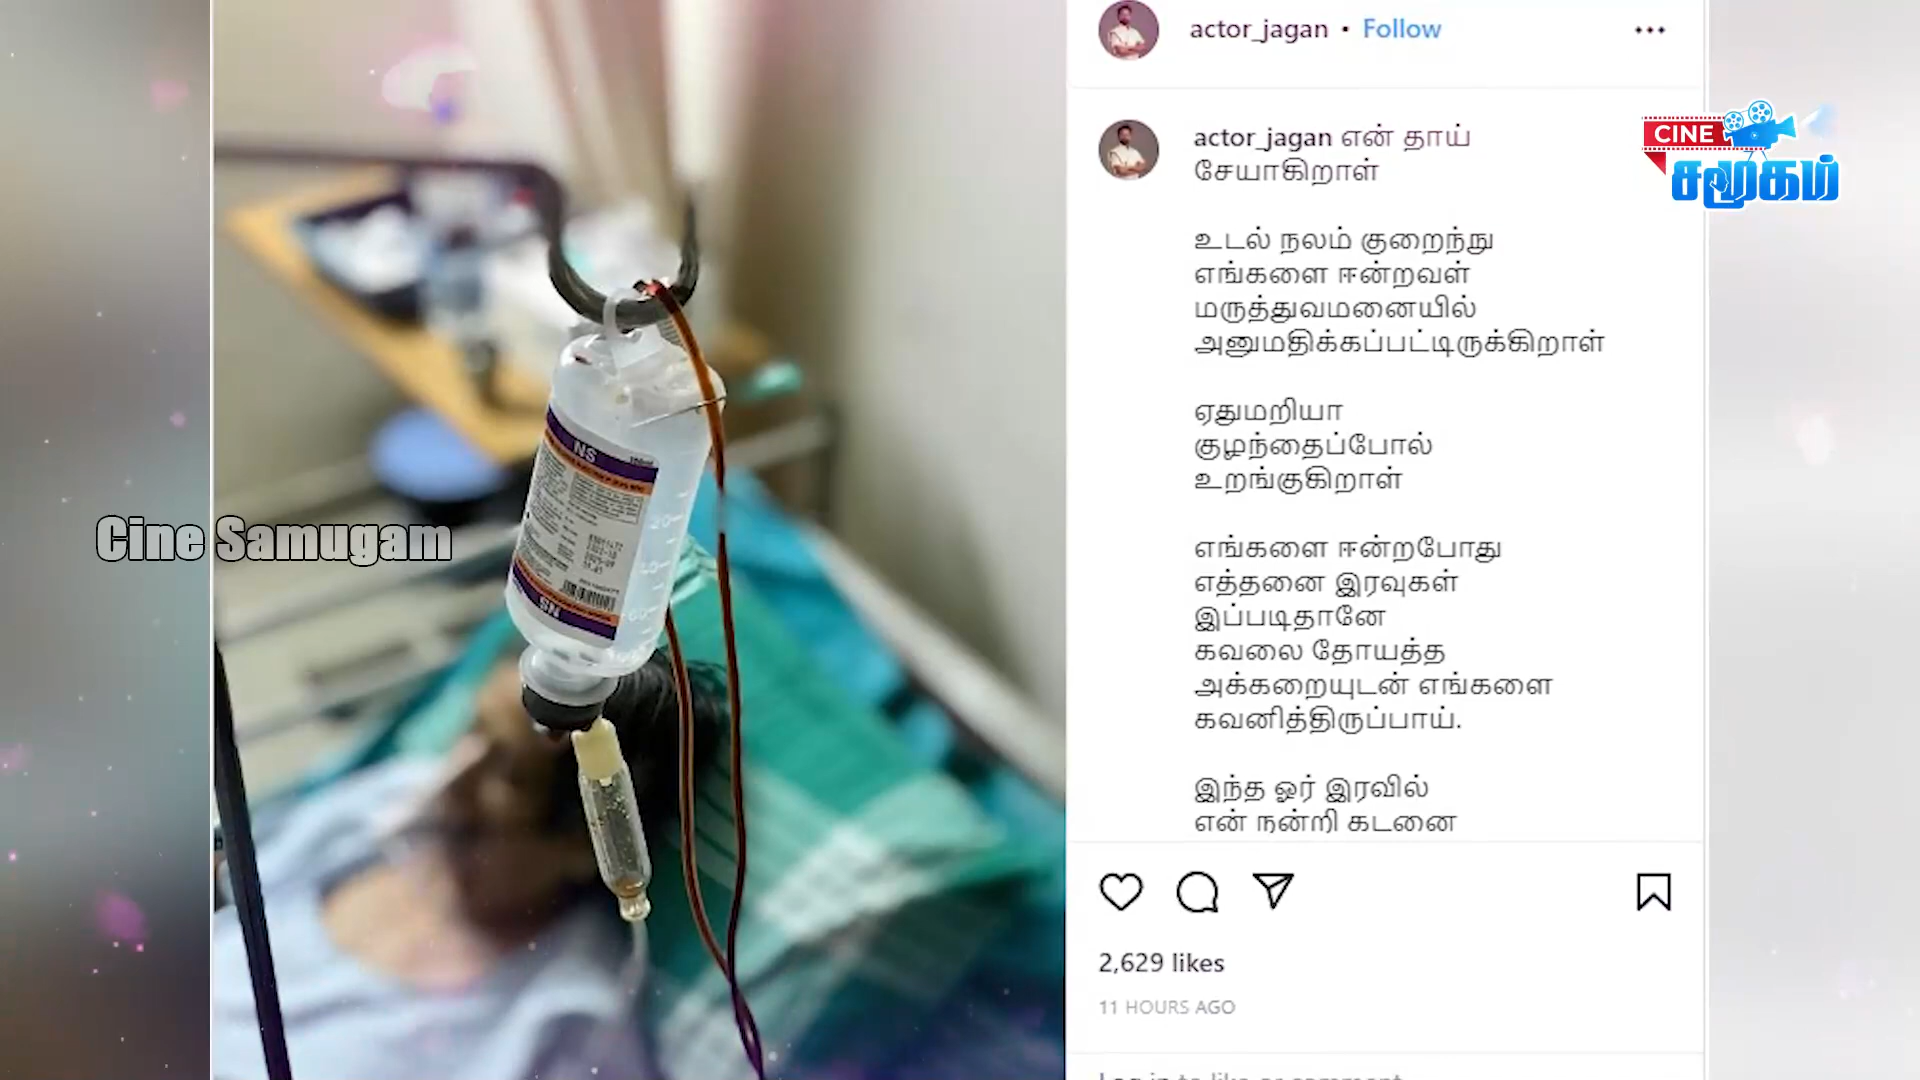 actor_jagan • Follow
actor_jagan என் தாய்
சேயாகிறாள்
உடல் நலம் குறைந்து
எங்களை ஈன்றவள்
மருத்துவமனையில்
அனுமதிக்கப்பட்டிருக்கிறாள்
ஏதுமறியா
குழந்தைப்போல்
உறங்குகிறாள்
எங்களை ஈன்றபோது
எத்தனை இரவுகள்
இப்படிதானே
கவலை தோயத்த
அக்கறையுடன் எங்களை
கவனித்திருப்பாய்.
இந்த ஓர் இரவில்
என் நன்றி கடனை
2,629 likes
11 HOURS AGO
CINE
சமூகம்
Cine Samugam
NS
NS